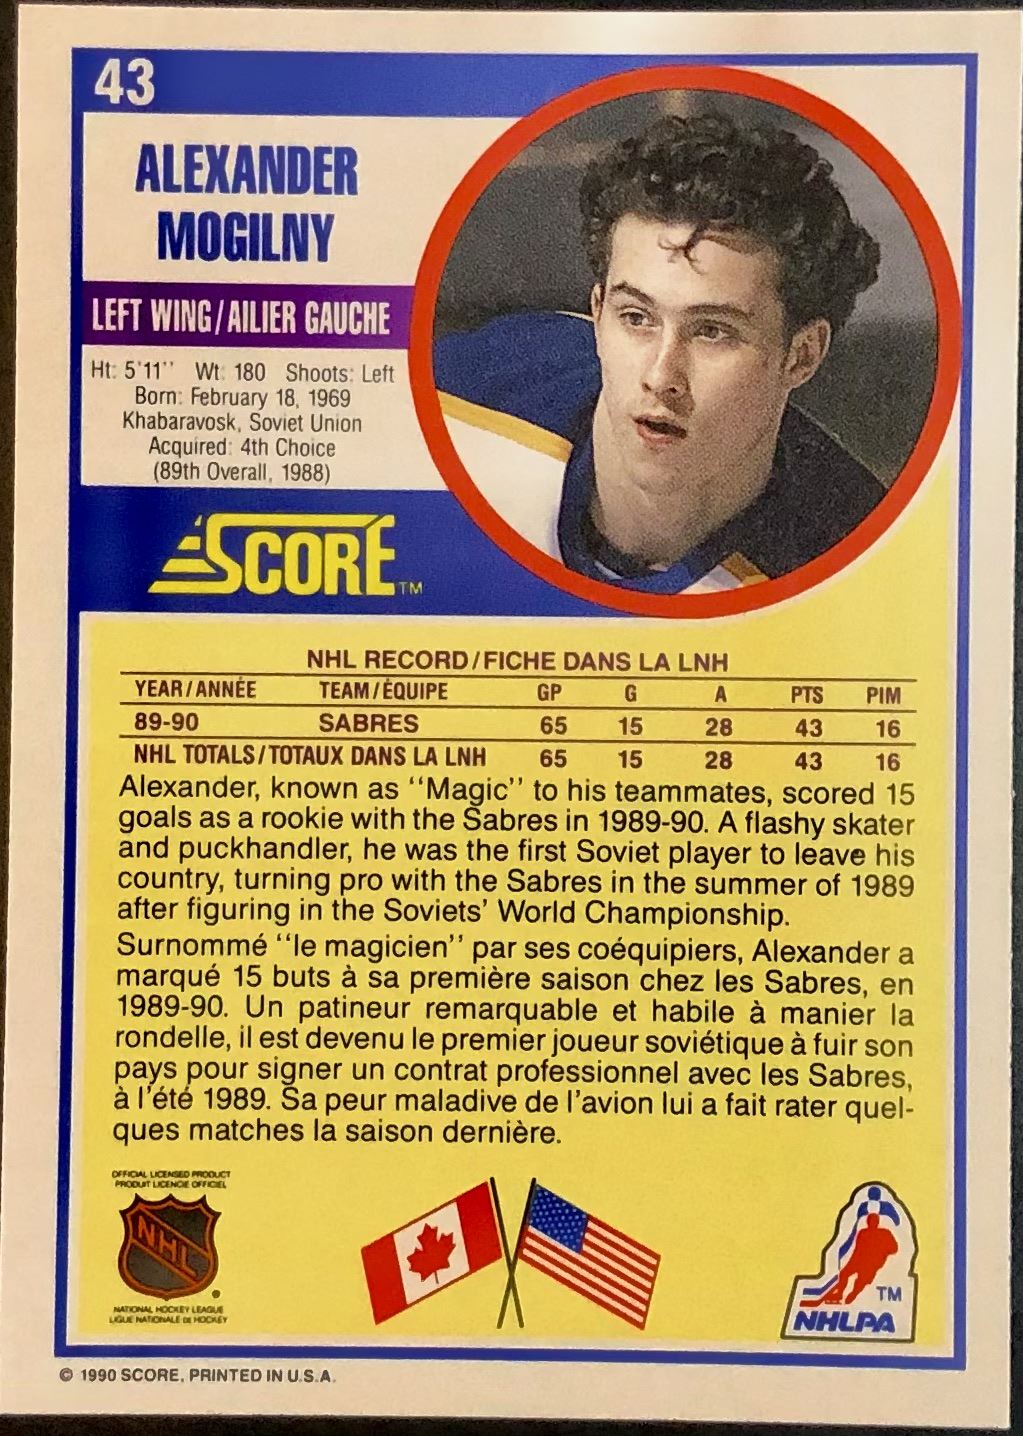 43
ALEXANDER
MOGILNY
LEFT WING/AILIER GAUCHE
Ht: 5'11'' Wt: 180 Shoots: Left
Born: February 18, 1969
Khabaravosk, Soviet Union
Acquired: 4th Choice
(89th Overall, 1988)
SCORE TM
NHL RECORD/FICHE DANS LA LNH
YEAR/ANNÉE TEAM/ÉQUIPE GP G A PTS PIM
89-90 SABRES 65 15 28 43 16
NHL TOTALS/TOTAUX DANS LA LNH 65 15 28 43 16
Alexander, known as ''Magic'' to his teammates, scored 15
goals as a rookie with the Sabres in 1989-90. A flashy skater
and puckhandler, he was the first Soviet player to leave his
country, turning pro with the Sabres in the summer of 1989
after figuring in the Soviets' World Championship.
Surnommé ''le magicien'' par ses coéquipiers, Alexander a
marqué 15 buts à sa première saison chez les Sabres, en
1989-90. Un patineur remarquable et habile à manier la
rondelle, il est devenu le premier joueur soviétique à fuir son
pays pour signer un contrat professionnel avec les Sabres,
à l'été 1989. Sa peur maladive de l'avion lui a fait rater quel-
ques matches la saison dernière.
OFFICIAL LICENSED PRODUCT
PRODUIT LICENCIE OFFICIEL
NHL
NATIONAL HOCKEY LEAGUE
LIGUE NATIONALE DE HOCKEY
TM
NHLPA
© 1990 SCORE, PRINTED IN U.S.A.